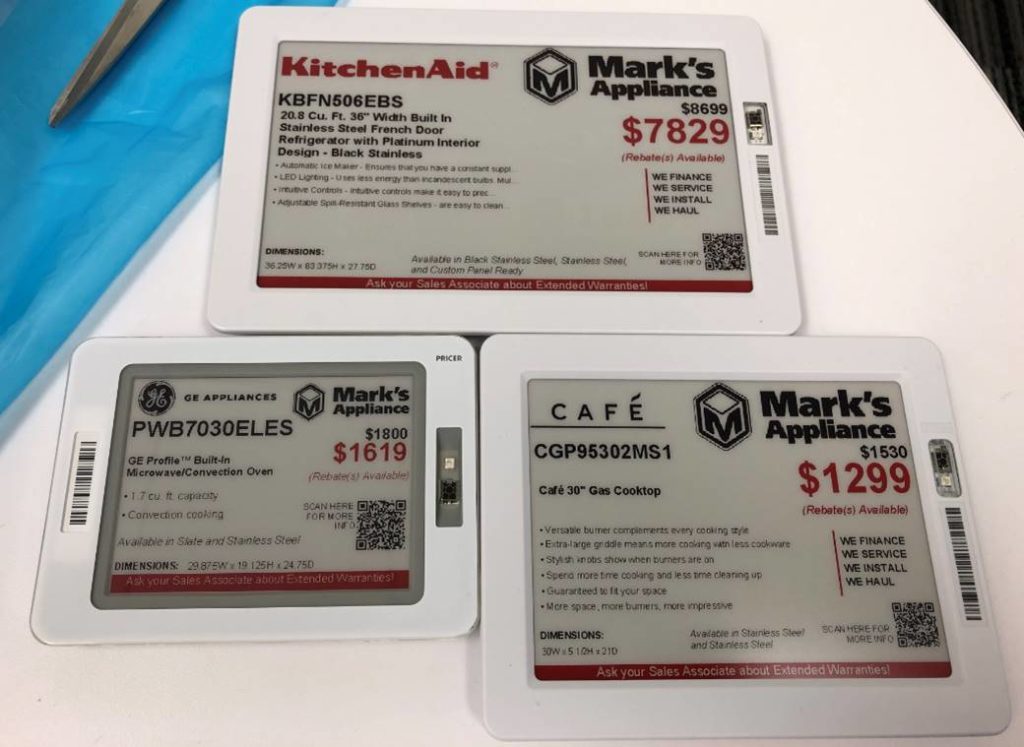 KitchenAid®
Mark's
Appliance
KBFN506EBS
20.8 Cu. Ft. 36" Width Built In
Stainless Steel French Door
Refrigerator with Platinum Interior
Design - Black Stainless
$8699
$7829
(Rebate(s) Available)
• Automatic Ice Maker - Ensures that you have a constant suppl...
• LED Lighting - Uses less energy than incandescent bulbs. Mul...
• Intuitive Controls - Intuitive controls make it easy to prec...
• Adjustable Spill-Resistant Glass Shelves - are easy to clean...
WE FINANCE
WE SERVICE
WE INSTALL
WE HAUL
DIMENSIONS:
36.25W x 83.375H x 27.75D
Available in Black Stainless Steel, Stainless Steel,
and Custom Panel Ready
SCAN HERE FOR
MORE INFO
Ask your Sales Associate about Extended Warranties!
PRICER
GE
GE APPLIANCES
Mark's
Appliance
PWB7030ELES
$1800
$1619
(Rebate(s) Available)
GE Profile™ Built-In
Microwave/Convection Oven
• 1.7 cu. ft. capacity
• Convection cooking
SCAN HERE
FOR MORE
INFO
Available in Slate and Stainless Steel
DIMENSIONS: 29.875W x 19.125H x 24.75D
Ask your Sales Associate about Extended Warranties!
CAFÉ
Mark's
Appliance
CGP95302MS1
$1530
$1299
(Rebate(s) Available)
Café 30" Gas Cooktop
• Versatile burner complements every cooking style
• Extra-large griddle means more cooking with less cookware
• Stylish knobs show when burners are on
• Spend more time cooking and less time cleaning up
• Guaranteed to fit your space
• More space, more burners, more impressive
WE FINANCE
WE SERVICE
WE INSTALL
WE HAUL
DIMENSIONS:
30W x 5 1/0H x 21D
Available in Stainless Steel
and Stainless Steel
SCAN HERE FOR
MORE INFO
Ask your Sales Associate about Extended Warranties!